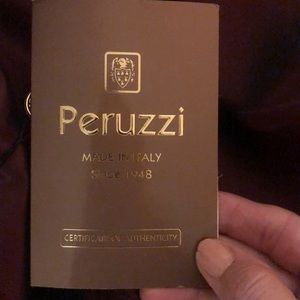 Peruzzi
MADE IN ITALY
Since 1948
CERTIFICATE OF AUTHENTICITY